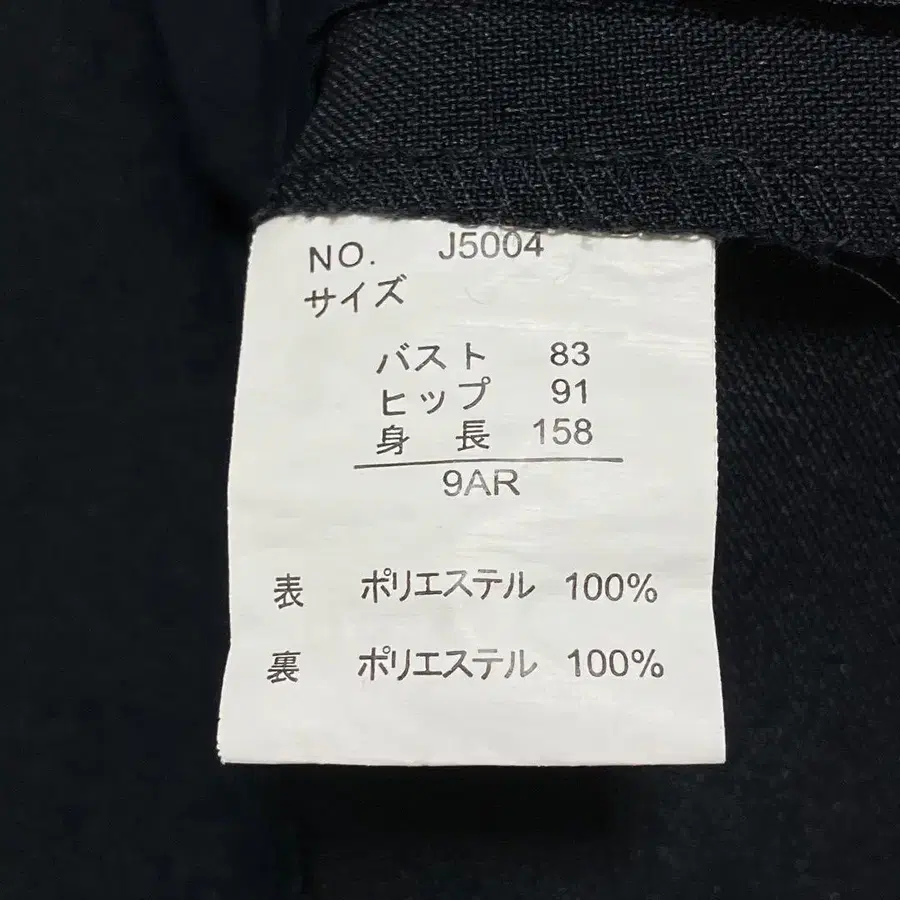 NO. J5004
サイズ
バスト 83
ヒップ 91
身 長 158
9AR
表 ポリエステル 100%
裏 ポリエステル 100%